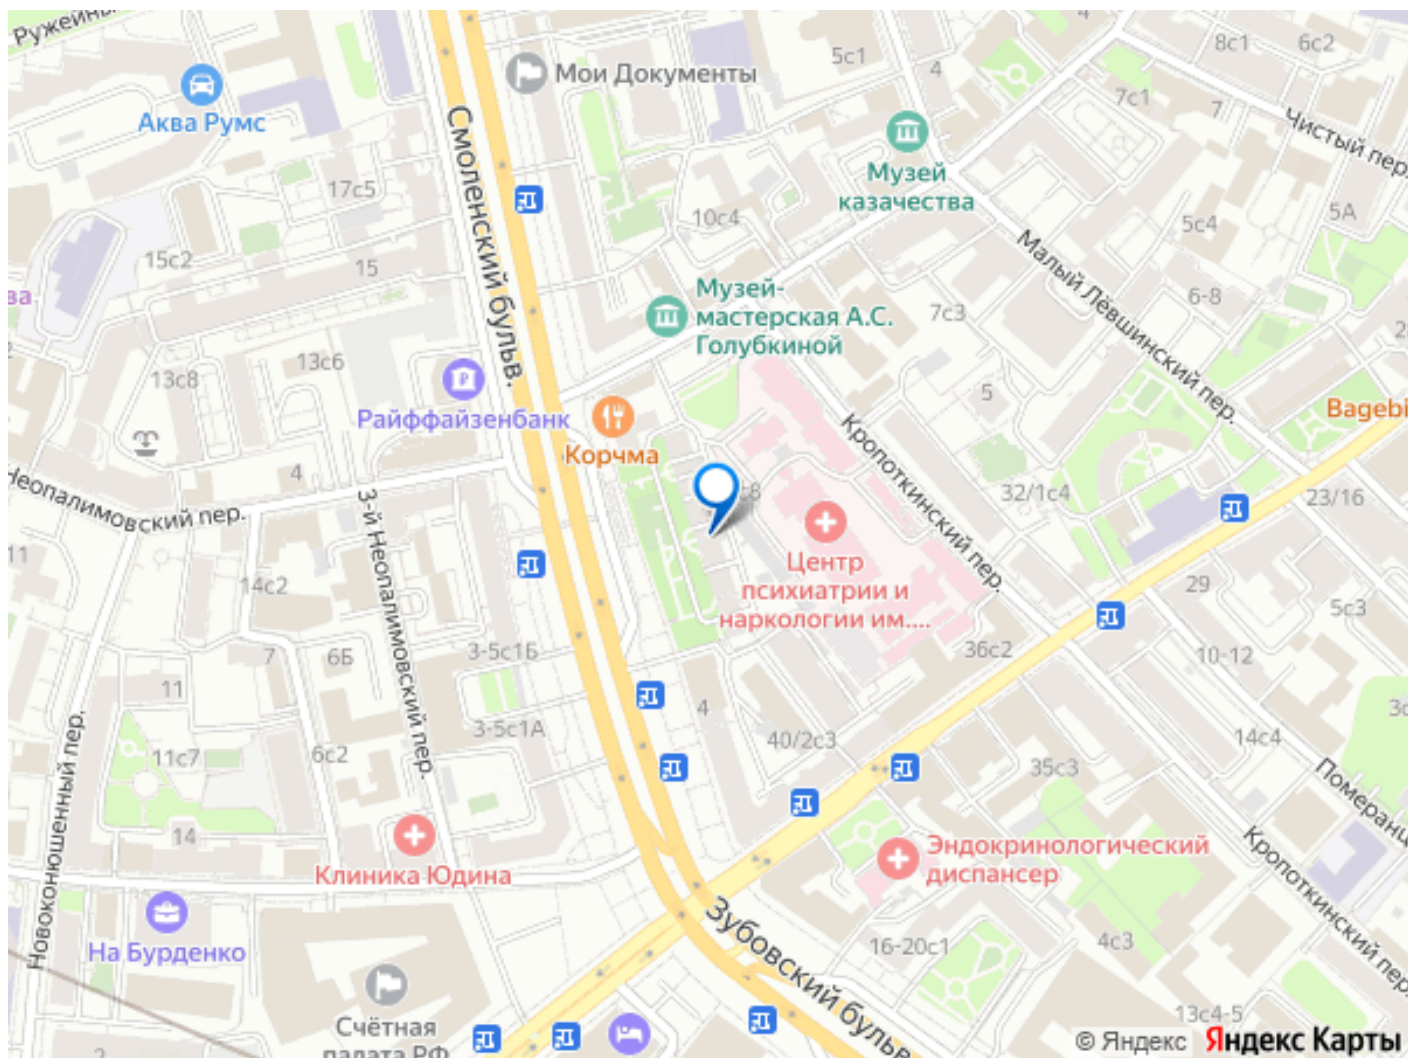 Ружейны
Аква Румс
Мои Документы
5с1
4
4
8с1
6с2
7с1
7
Чистый пер.
Смоленский бульв.
17с5
Музей
казачества
10с4
5с4
5А
15с2
15
ва
Музей-
мастерская А.С.
Голубкиной
Малый Лёвшинский пер.
6-8
7с3
13с6
13с8
Райффайзенбанк
Корчма
5
Bagebi
Кропоткинский пер.
4
Неопалимовский пер.
3-й Неопалимовский пер.
с8
32/1с4
23/16
Центр
психиатрии и
наркологии им....
11
14с2
29
5с3
7
6Б
3-5с1Б
36с2
10-12
11
4
3-5с1А
40/2с3
14с4
11с7
6с2
35с3
Померанц
14
Новоконюшенный пер.
Клиника Юдина
Эндокринологический
диспансер
Кропоткинский пер.
На Бурденко
Зубовский бульв.
16-20с1
4с3
Счётная
палата РФ
2
13с4-5
© Яндекс Яндекс Карты